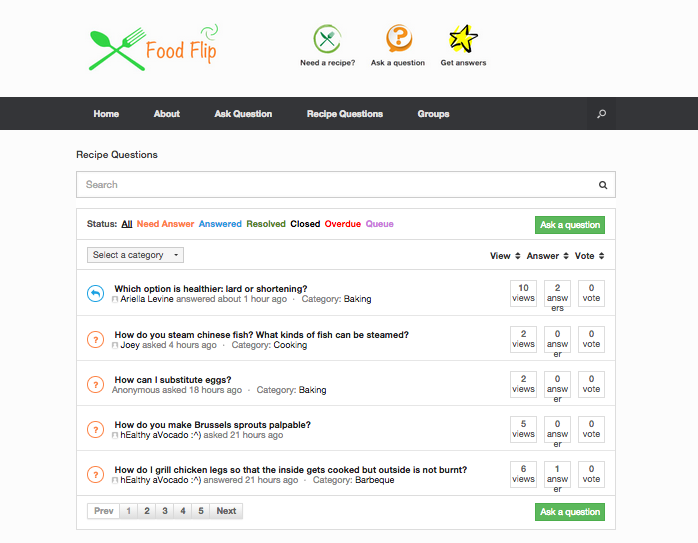 Food Flip
Need a recipe? Ask a question Get answers
Home About Ask Question Recipe Questions Groups
Recipe Questions
Search
Status: All Need Answer Answered Resolved Closed Overdue Queue Ask a question
Select a category View Answer Vote
Which option is healthier: lard or shortening?
Ariella Levine answered about 1 hour ago · Category: Baking
10 views 2 answers 0 vote
How do you steam chinese fish? What kinds of fish can be steamed?
Joey asked 4 hours ago · Category: Cooking
2 views 0 answer 0 vote
How can I substitute eggs?
Anonymous asked 18 hours ago · Category: Baking
2 views 0 answer 0 vote
How do you make Brussels sprouts palpable?
hEalthy aVocado :^) asked 21 hours ago
5 views 0 answer 0 vote
How do I grill chicken legs so that the inside gets cooked but outside is not burnt?
hEalthy aVocado :^) answered 21 hours ago · Category: Barbeque
6 views 1 answer 0 vote
Prev 1 2 3 4 5 Next Ask a question